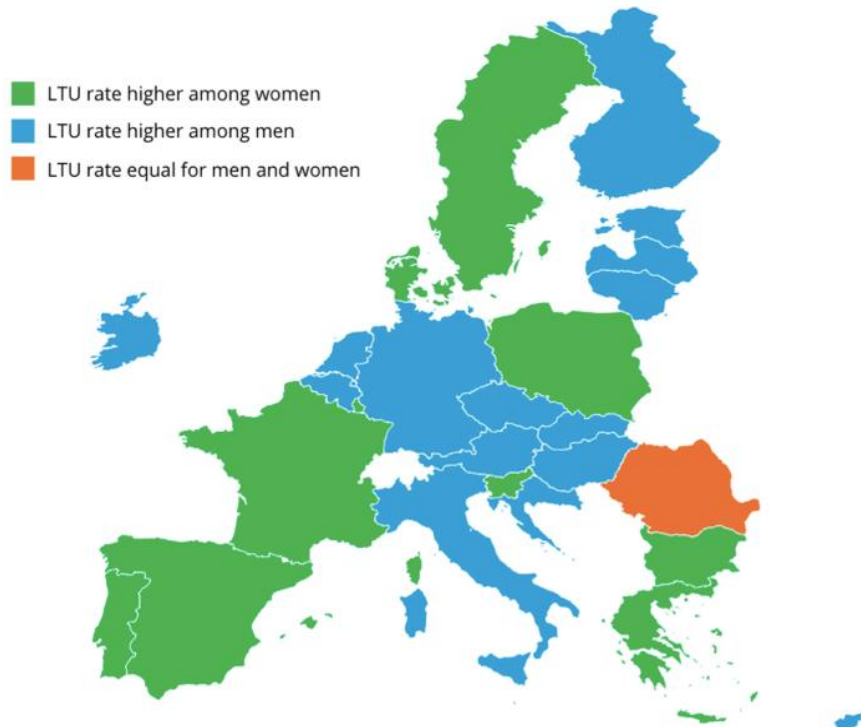 LTU rate higher among women
LTU rate higher among men
LTU rate equal for men and women